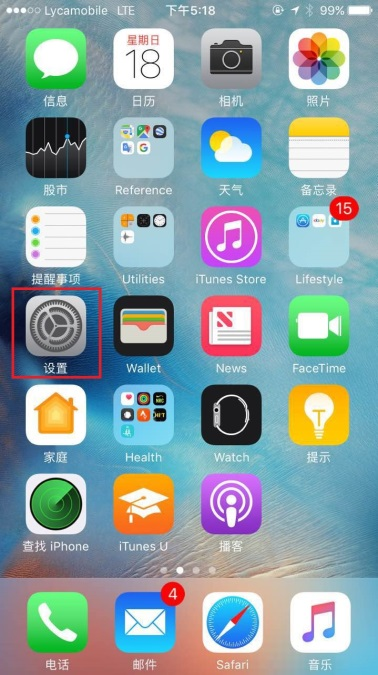 Lycamobile LTE 下午5:18 99%
星期日
18
信息 日历 相机 照片
股市 Reference 天气 备忘录
15
提醒事项 Utilities iTunes Store Lifestyle
设置 Wallet News FaceTime
家庭 Health Watch 提示
查找 iPhone iTunes U 播客
4
电话 邮件 Safari 音乐